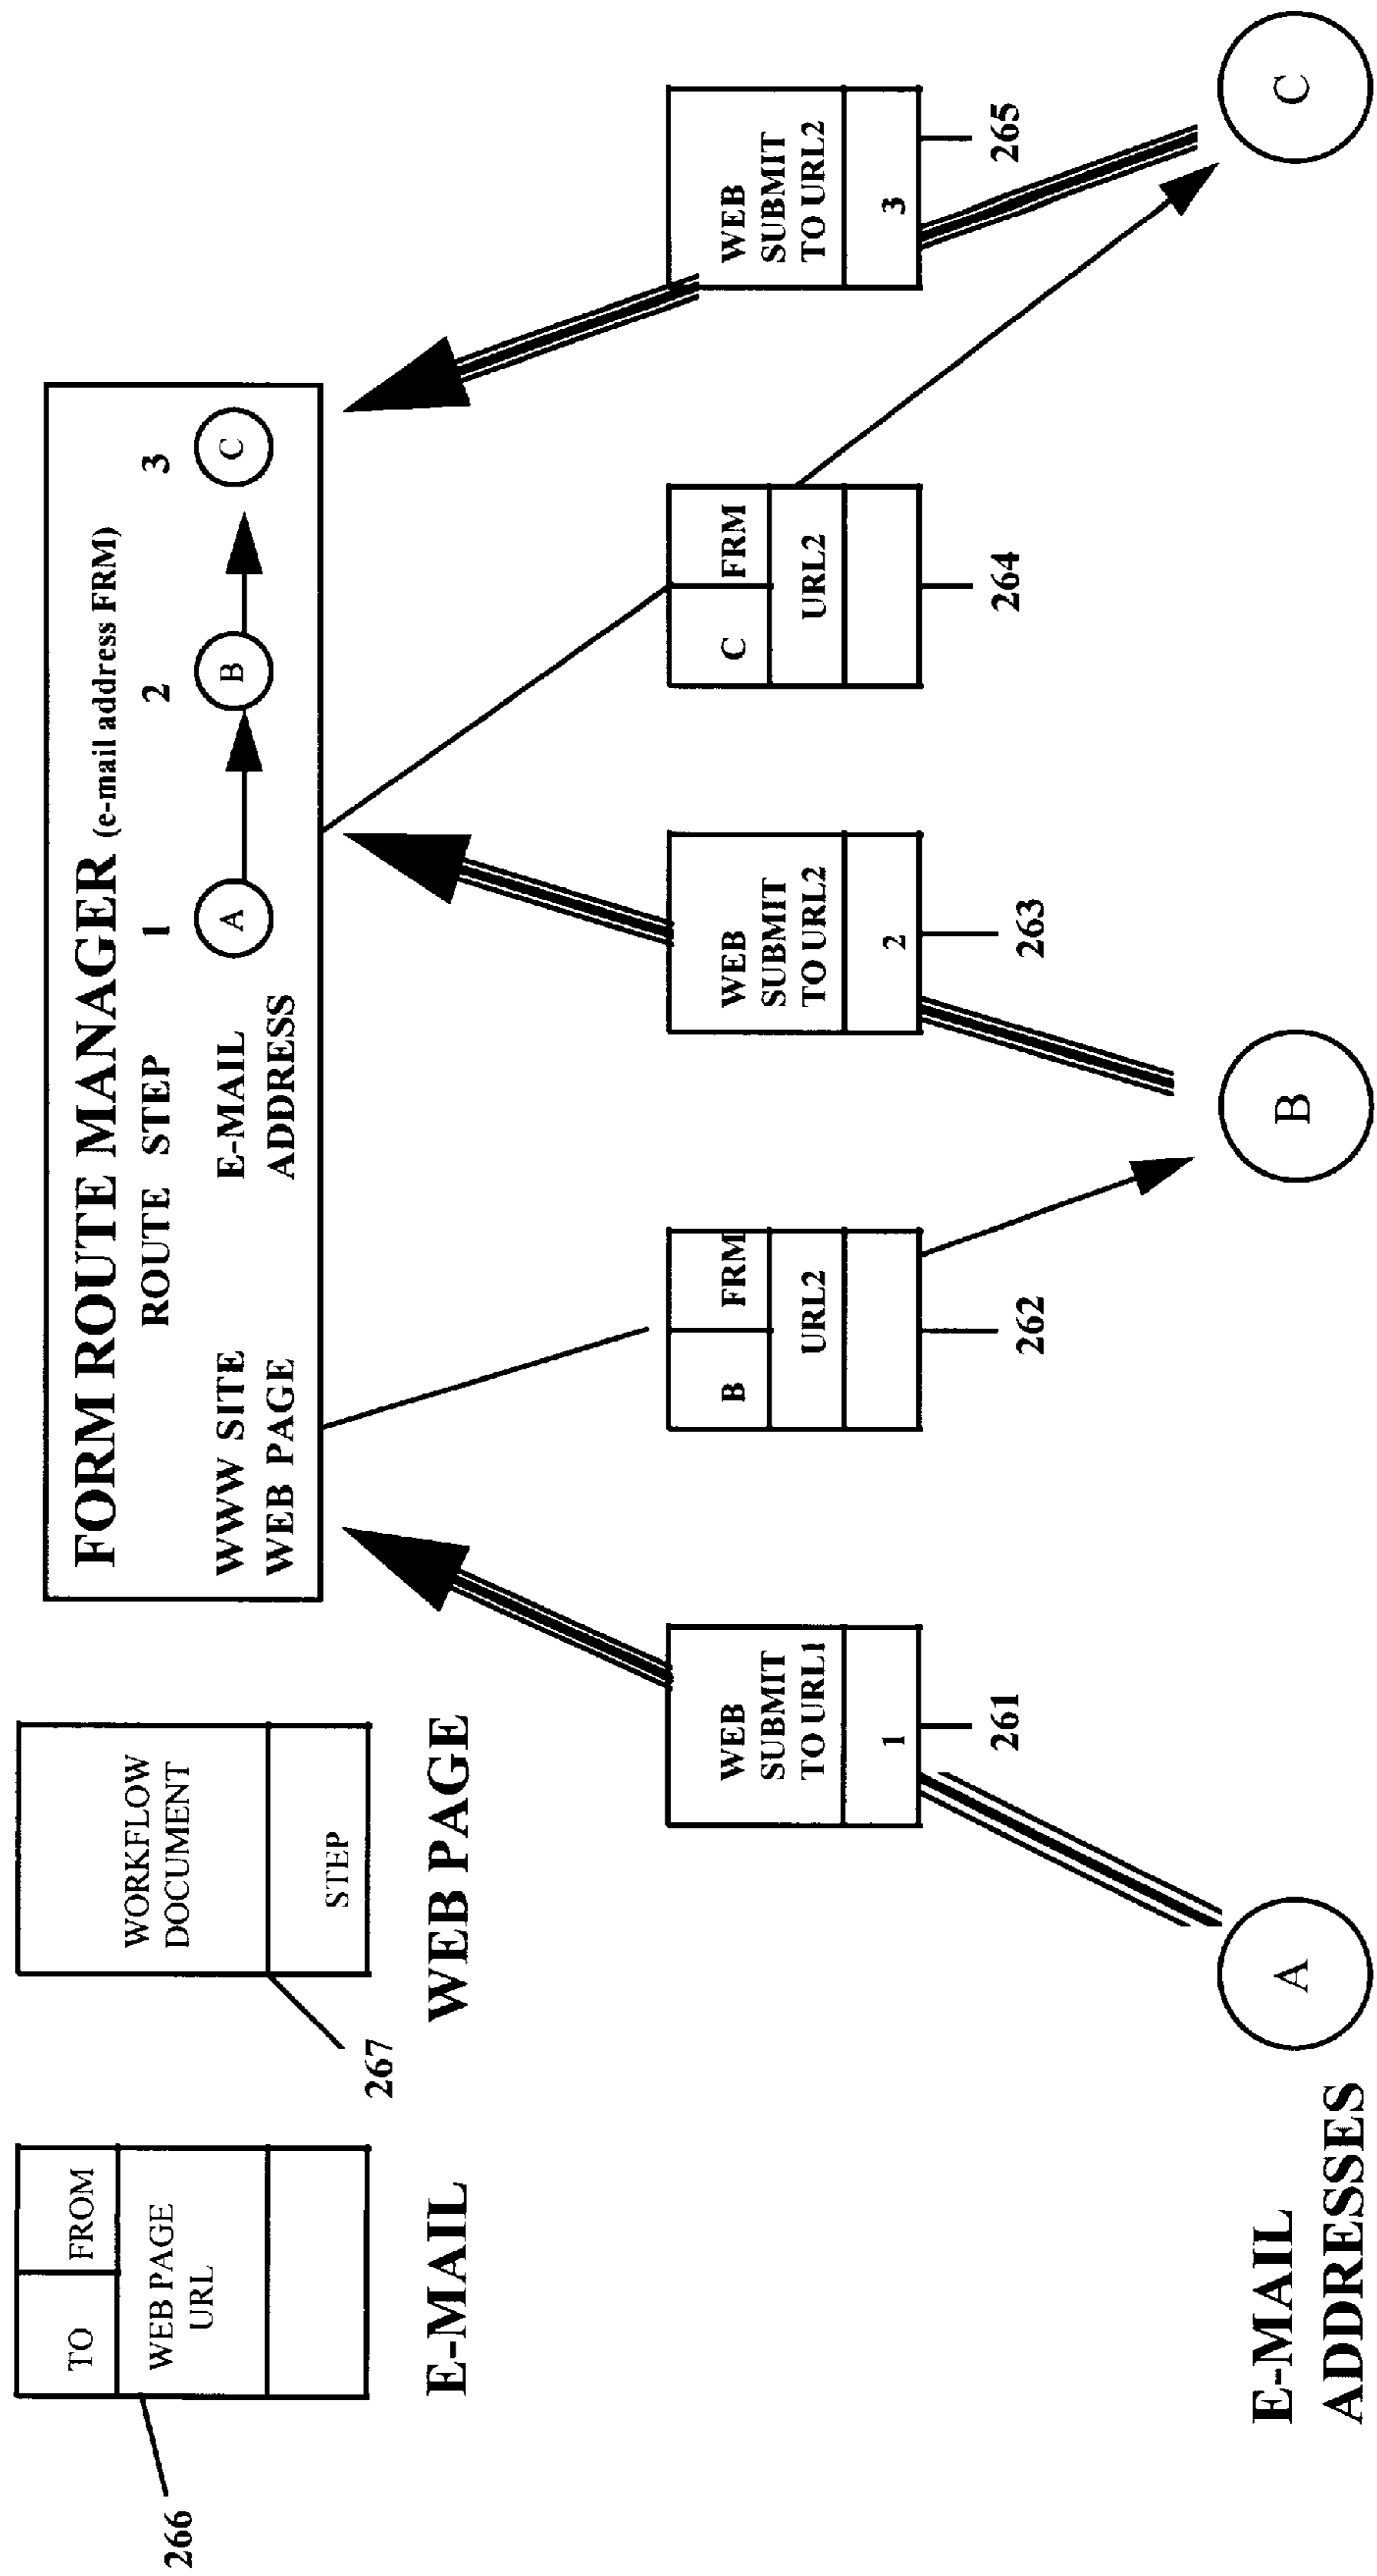 266
TO
FROM
WEB PAGE
URL
E-MAIL
267
WORKFLOW
DOCUMENT
STEP
WEB PAGE
FORM ROUTE MANAGER (e-mail address FRM)
ROUTE STEP 1 2 3
WWW SITE
WEB PAGE
E-MAIL
ADDRESS
A
B
C
WEB
SUBMIT
TO URL1
1
261
B
FRM
URL2
262
WEB
SUBMIT
TO URL2
2
263
C
FRM
URL2
264
WEB
SUBMIT
TO URL2
3
265
E-MAIL
ADDRESSES
A
B
C